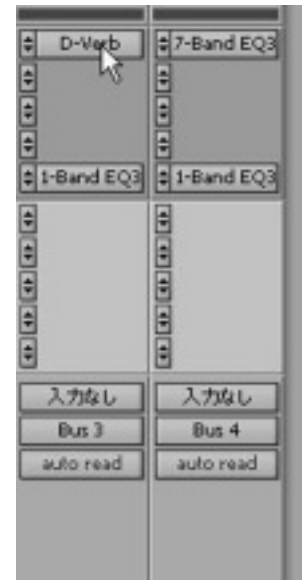 D-Verb 7-Band EQ3
1-Band EQ3 1-Band EQ3
入力なし 入力なし
Bus 3 Bus 4
auto read auto read